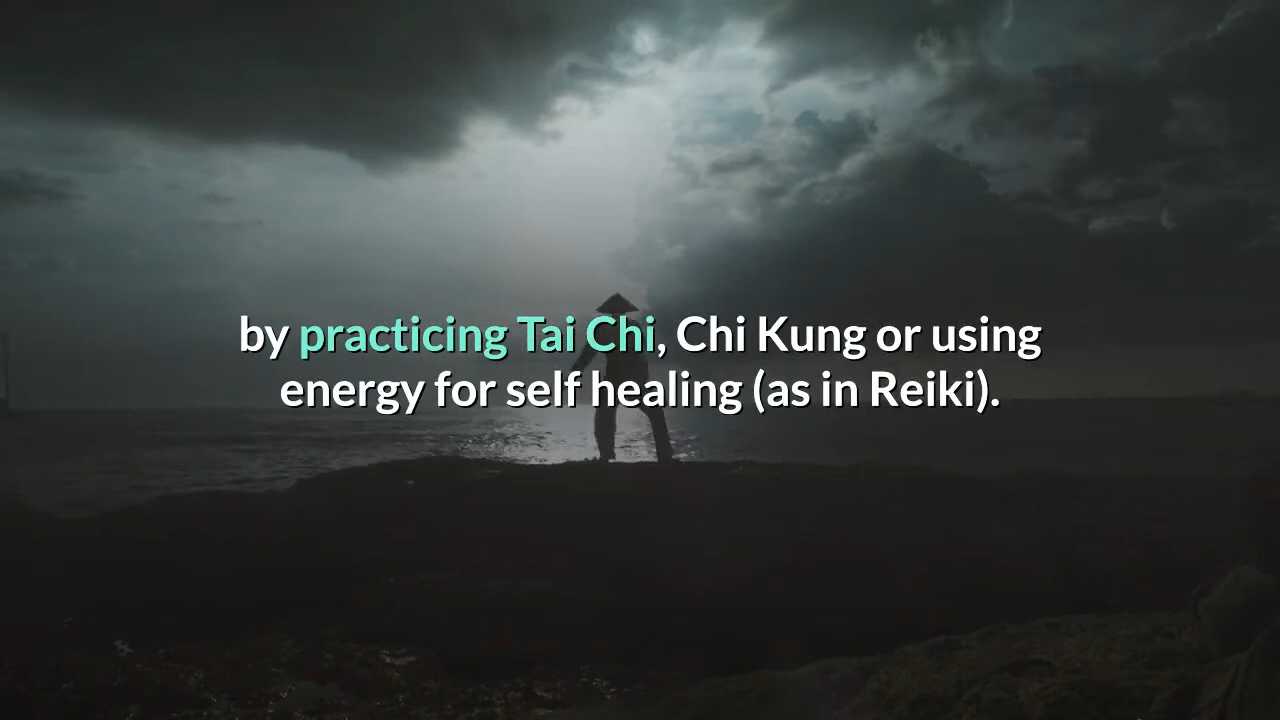 by practicing Tai Chi, Chi Kung or using
energy for self healing (as in Reiki).